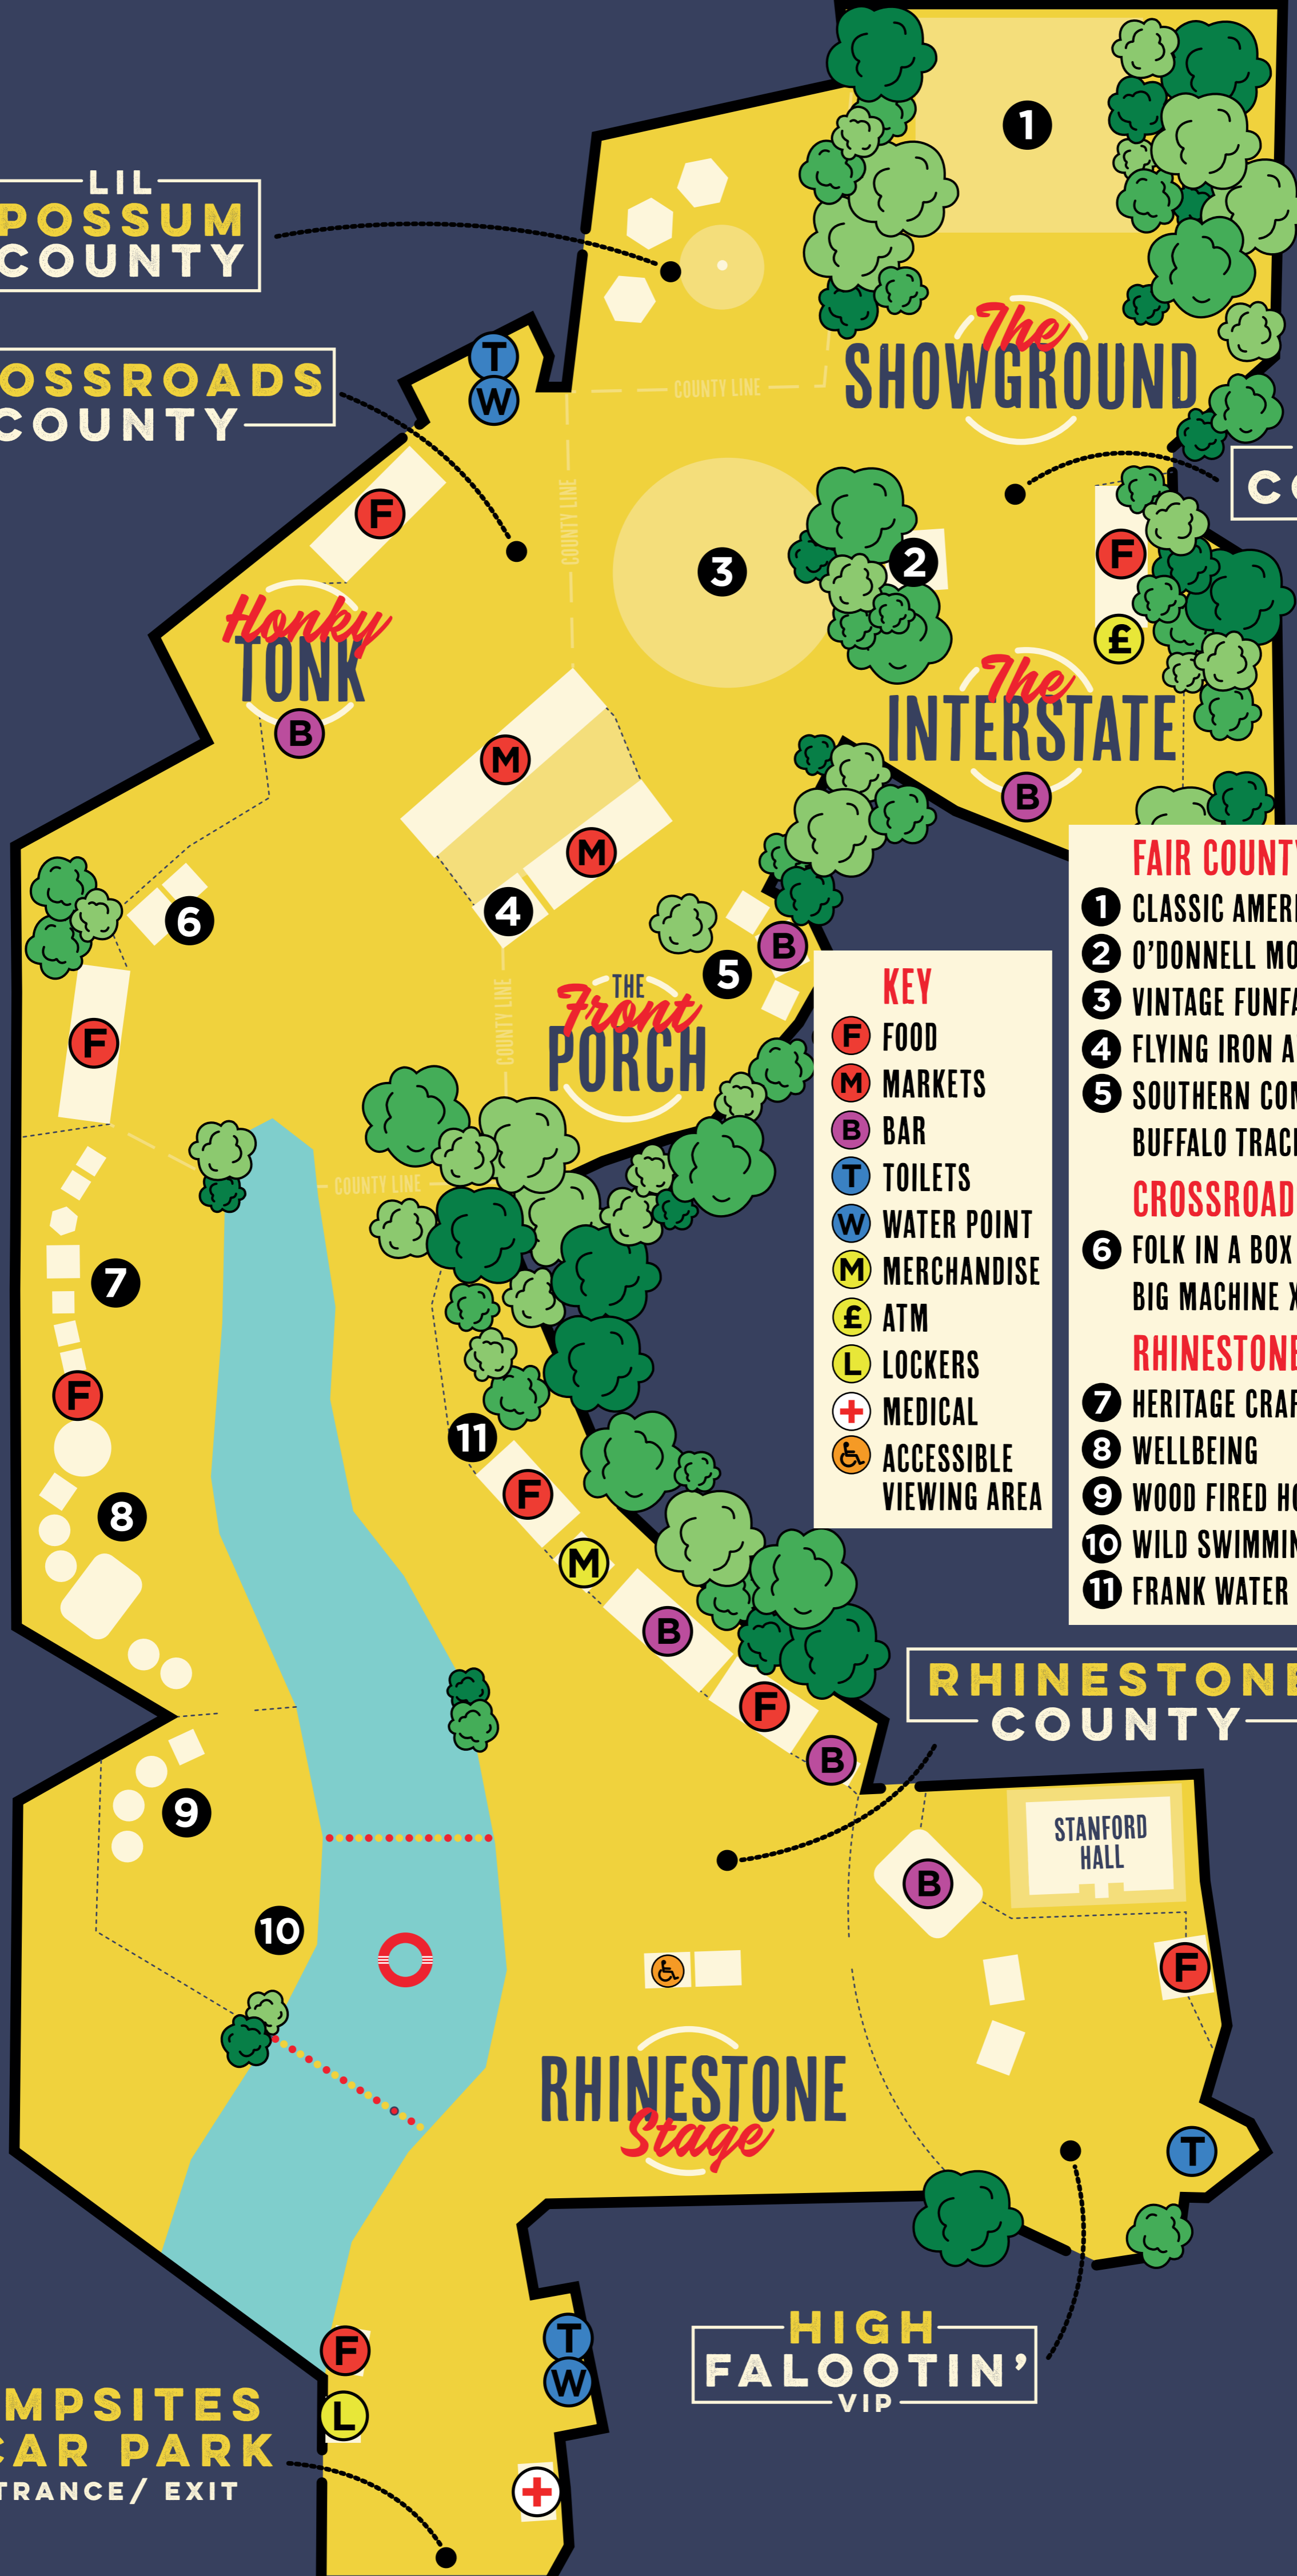 1
LIL
POSSUM
COUNTY
The
SHOWGROUND
T
W
COUNTY LINE
OSSROADS
COUNTY
F
COUNTY LINE
3
2
F
£
Honky
TONK
B
The
INTERSTATE
B
M
M
4
6
5
B
THE
Front
PORCH
COUNTY LINE
F
COUNTY LINE
7
F
8
11
F
M
B
F
B
9
10
KEY
F FOOD
M MARKETS
B BAR
T TOILETS
W WATER POINT
M MERCHANDISE
£ ATM
L LOCKERS
MEDICAL
ACCESSIBLE
VIEWING AREA
FAIR COUNTY
1 CLASSIC AMERI
2 O'DONNELL MO
3 VINTAGE FUNFA
4 FLYING IRON A
5 SOUTHERN COM
BUFFALO TRACE
CROSSROAD
6 FOLK IN A BOX
BIG MACHINE X
RHINESTONE
7 HERITAGE CRAF
8 WELLBEING
9 WOOD FIRED HO
10 WILD SWIMMIN
11 FRANK WATER
RHINESTONE
COUNTY
STANFORD
HALL
B
F
RHINESTONE
Stage
T
HIGH
FALOOTIN'
VIP
F
L
T
W
MPSITES
CAR PARK
TRANCE/ EXIT